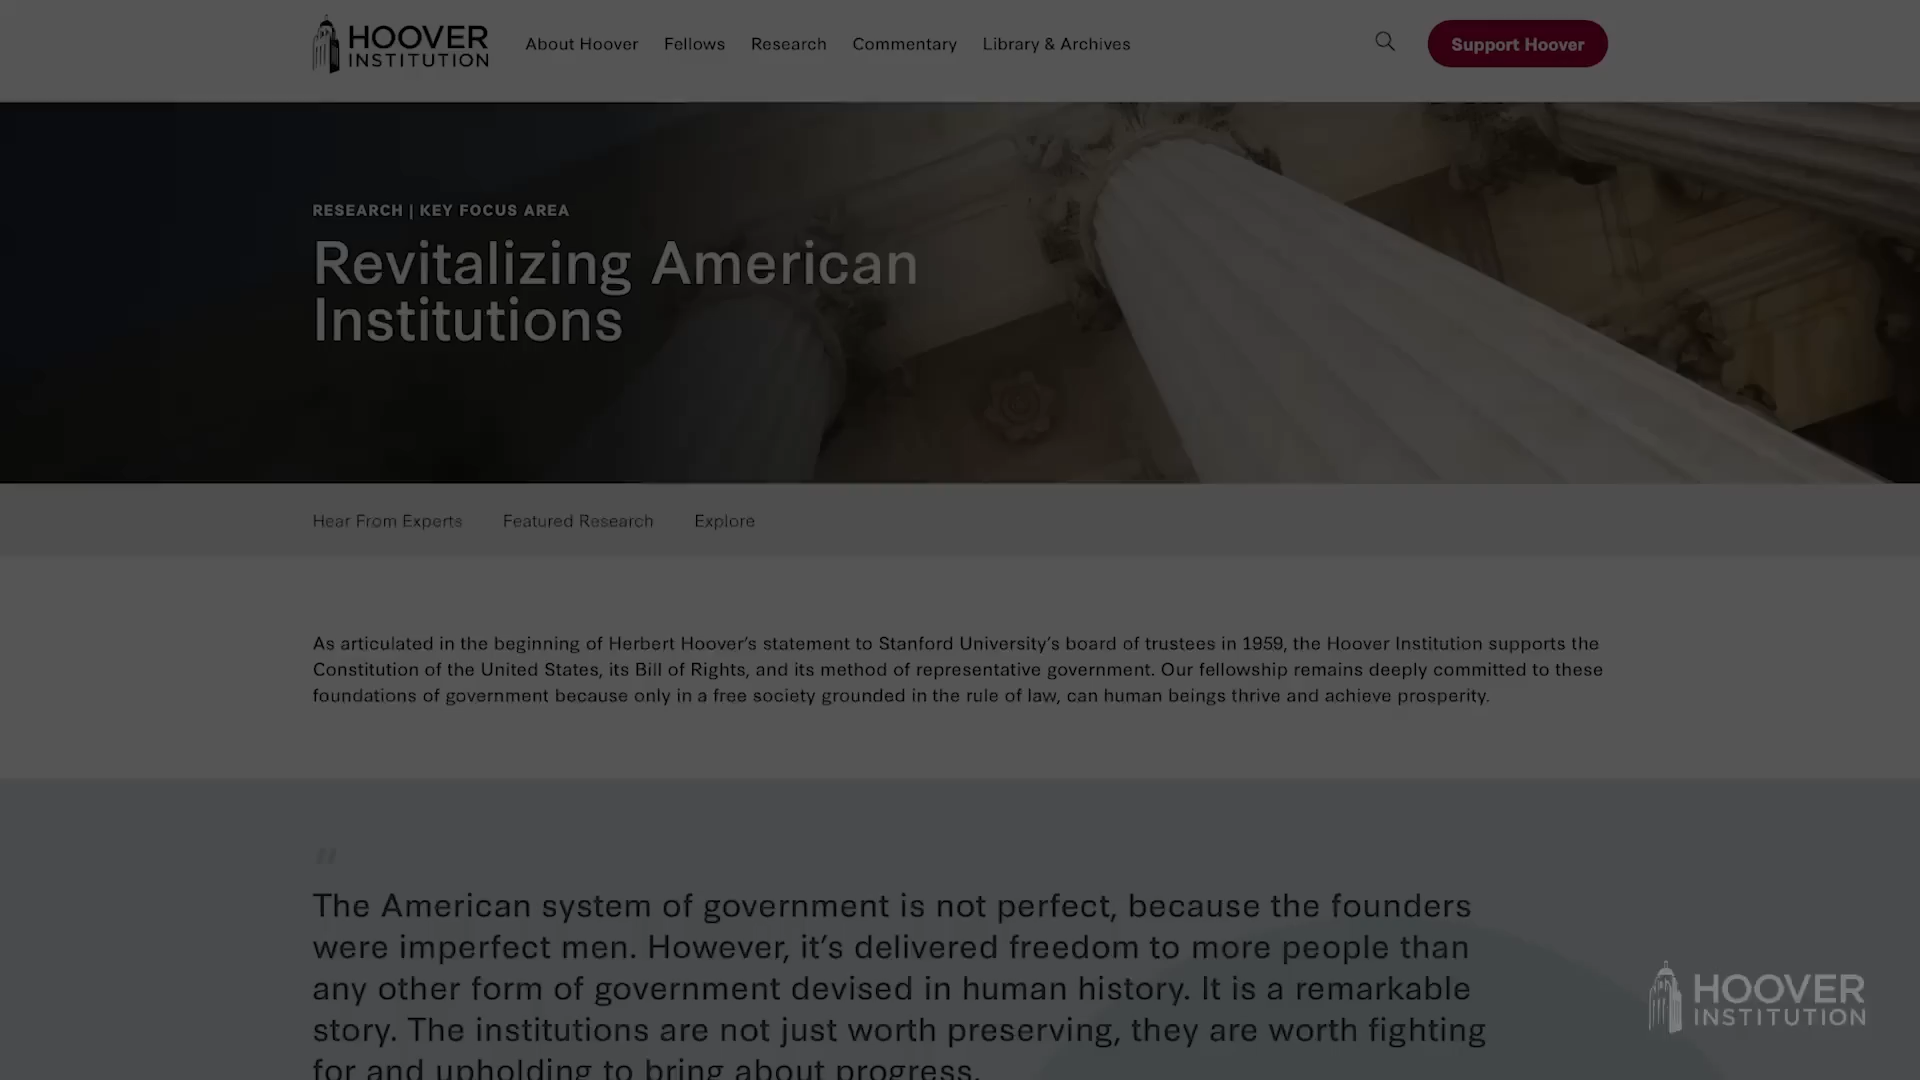 HOOVER
INSTITUTION
About Hoover Fellows Research Commentary Library & Archives
Support Hoover
RESEARCH | KEY FOCUS AREA
Revitalizing American
Institutions
Hear From Experts Featured Research Explore
As articulated in the beginning of Herbert Hoover’s statement to Stanford University’s board of trustees in 1959, the Hoover Institution supports the
Constitution of the United States, its Bill of Rights, and its method of representative government. Our fellowship remains deeply committed to these
foundations of government because only in a free society grounded in the rule of law, can human beings thrive and achieve prosperity.
“
The American system of government is not perfect, because the founders
were imperfect men. However, it’s delivered freedom to more people than
any other form of government devised in human history. It is a remarkable
story. The institutions are not just worth preserving, they are worth fighting
for and upholding to bring about progress.
HOOVER
INSTITUTION